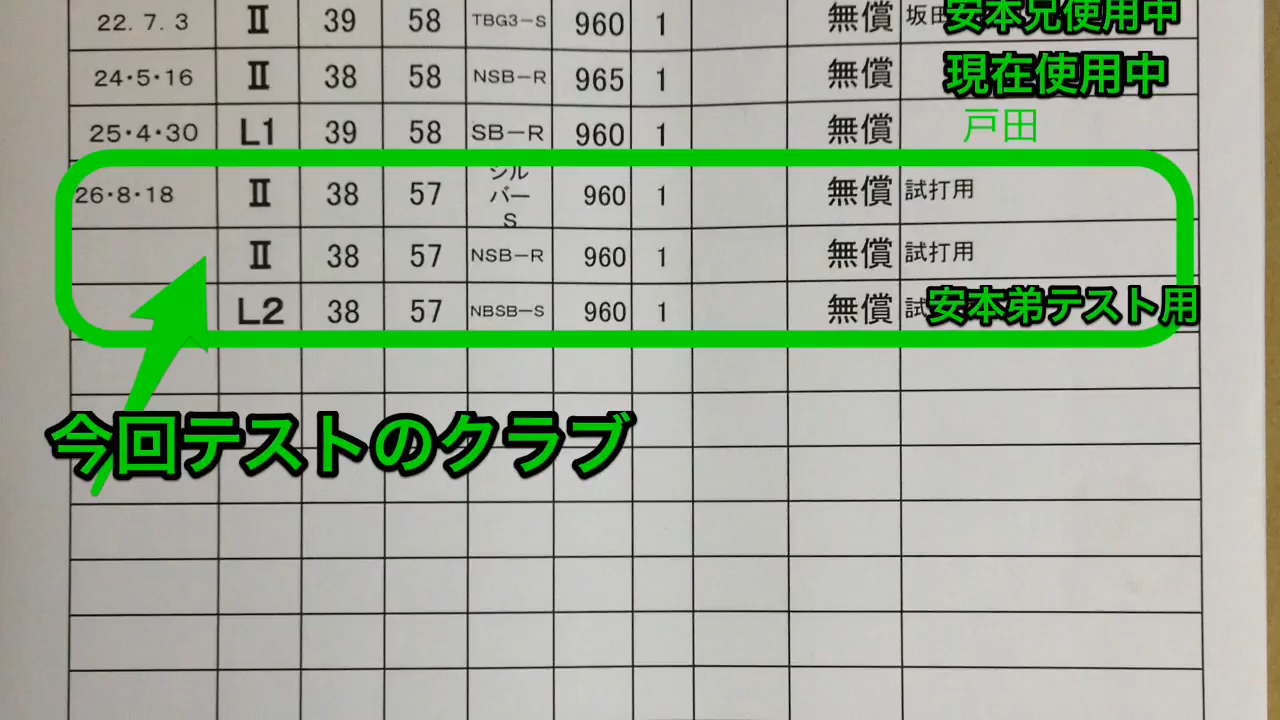 22. 7. 3 Ⅱ 39 58 TBG3-S 960 1 無償 坂田 安本兄使用中
24・5・16 Ⅱ 38 58 NSB-R 965 1 無償 現在使用中
25・4・30 L1 39 58 SB-R 960 1 無償 戸田
26・8・18 Ⅱ 38 57 シルバーS 960 1 無償 試打用
Ⅱ 38 57 NSB-R 960 1 無償 試打用
L2 38 57 NBSB-S 960 1 無償 試 安本弟テスト用
今回テストのクラブ